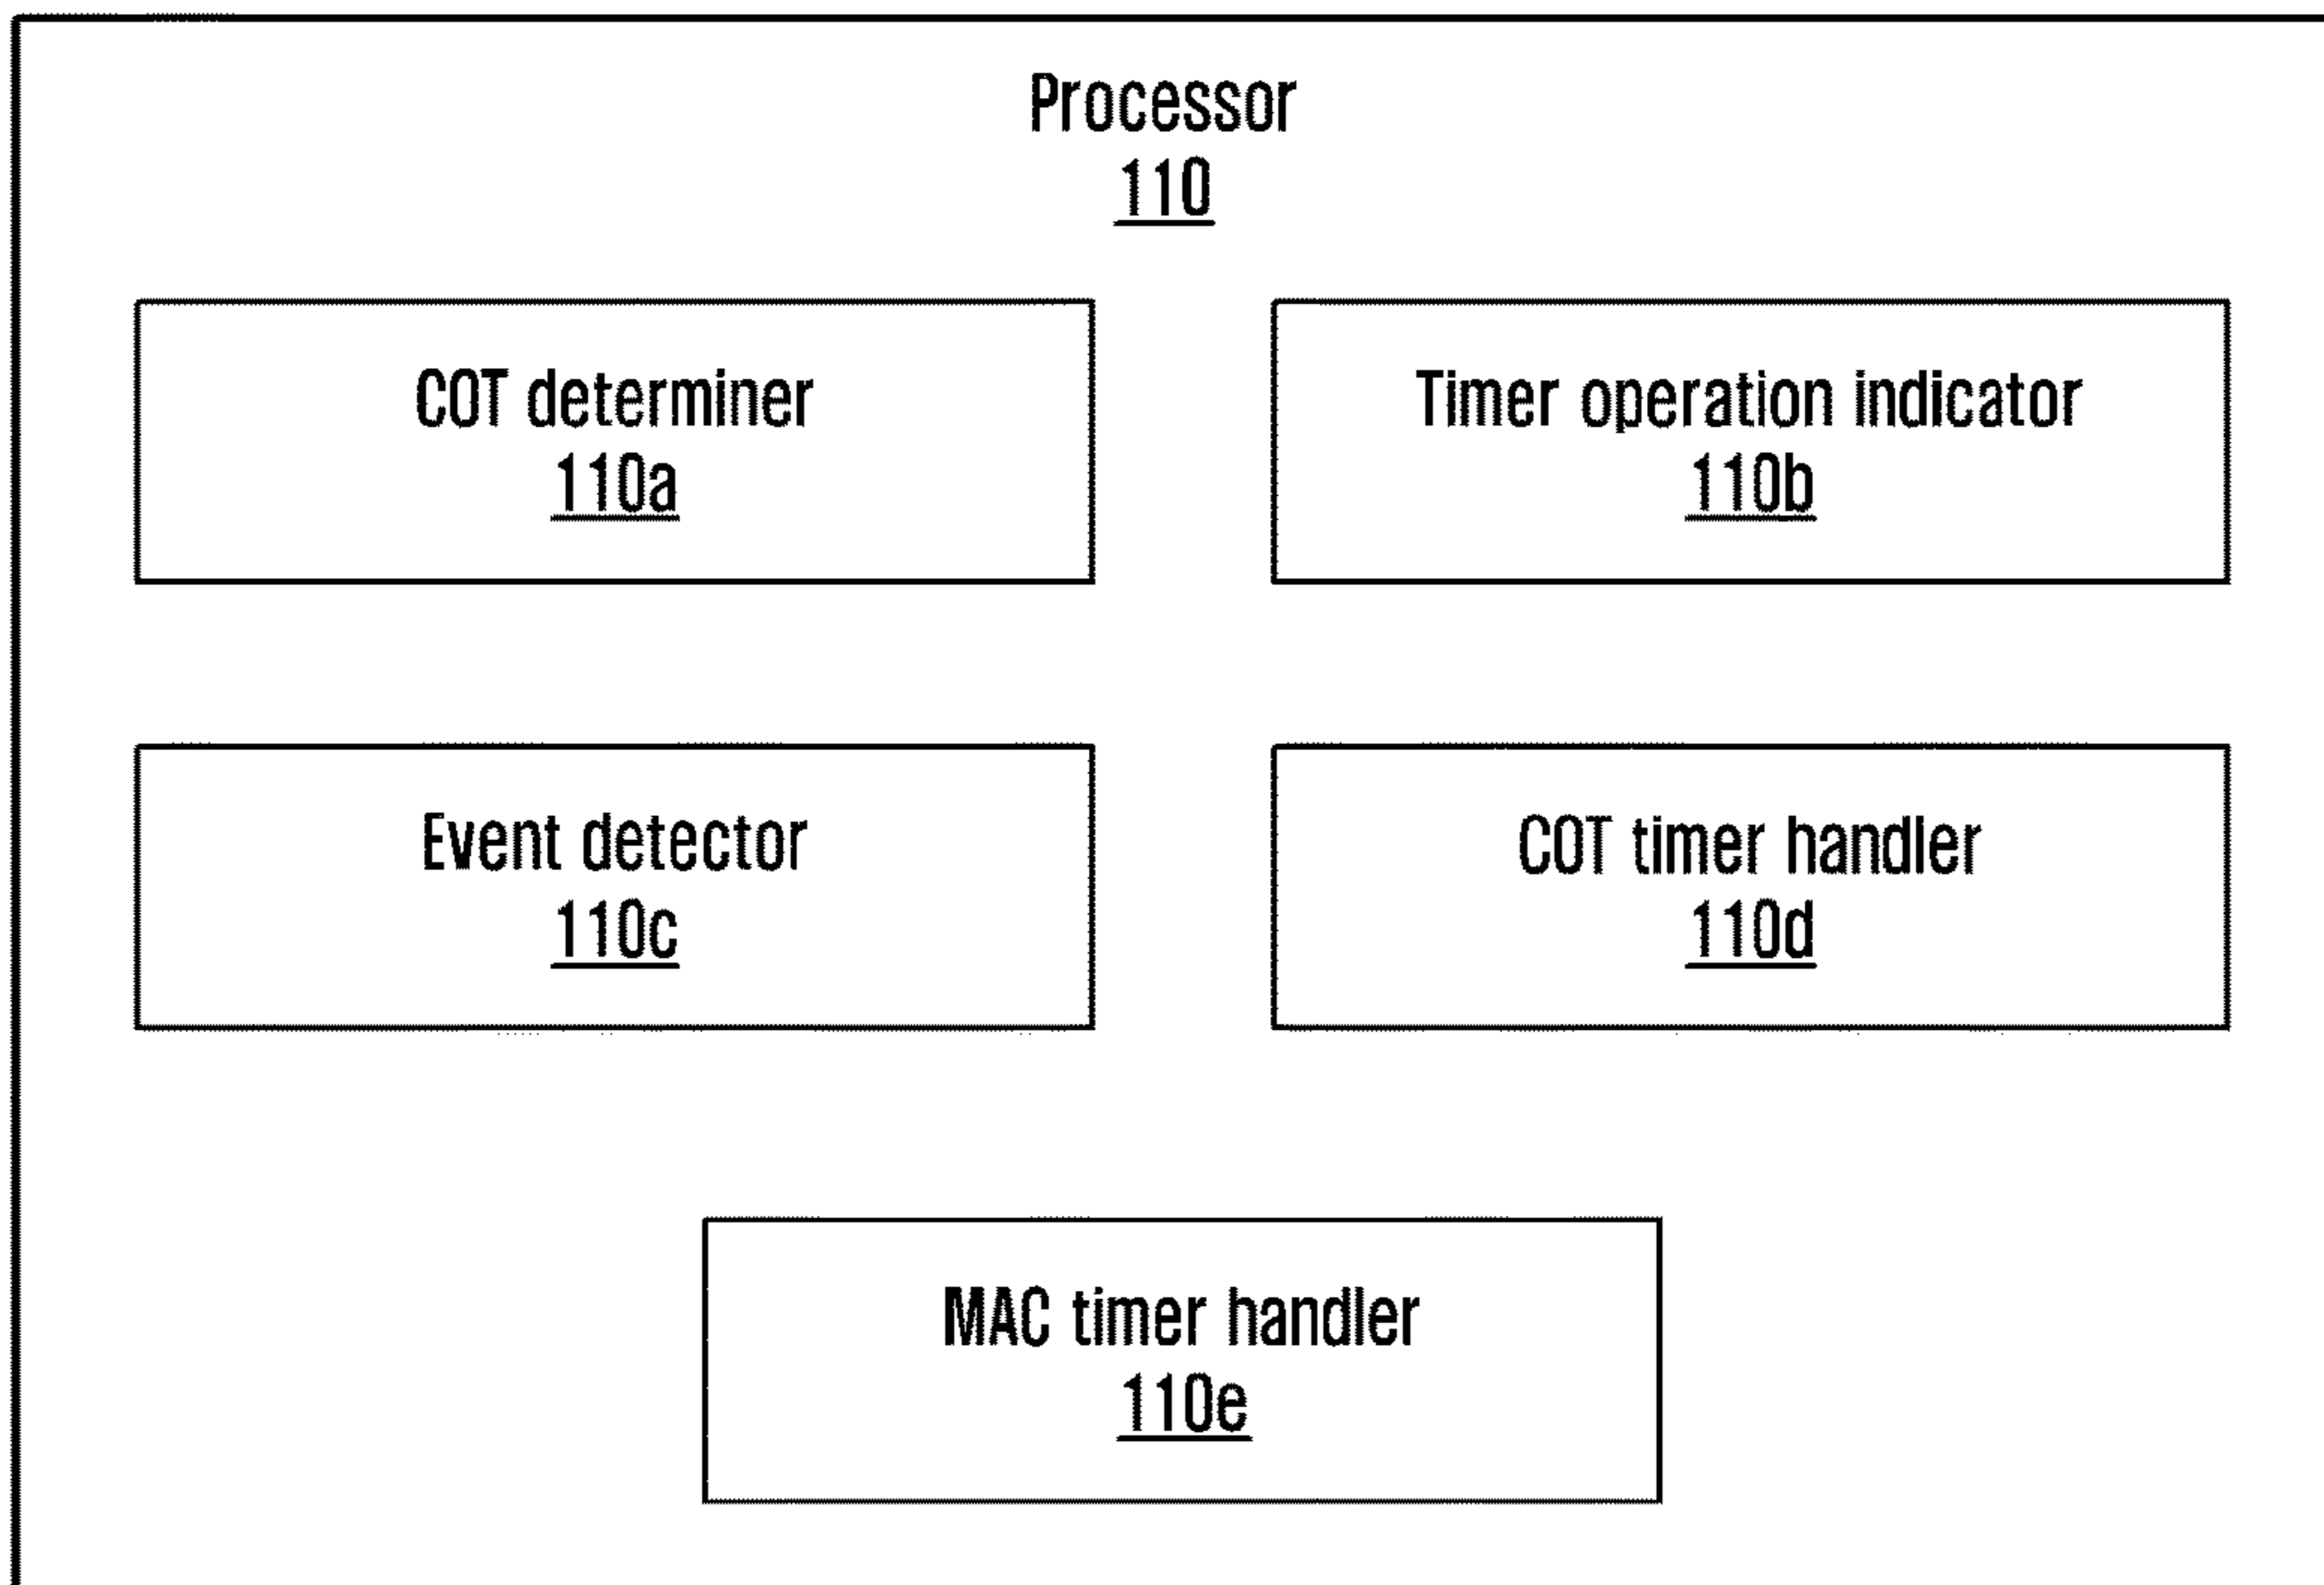 Processor
110
COT determiner
110a
Timer operation indicator
110b
Event detector
110c
COT timer handler
110d
MAC timer handler
110e